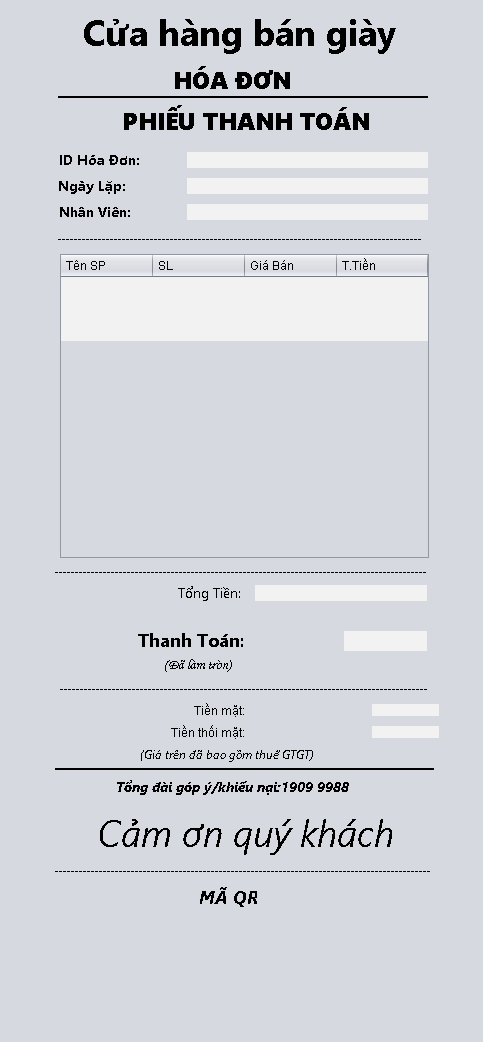 Cửa hàng bán giày
HÓA ĐƠN
PHIẾU THANH TOÁN
ID Hóa Đơn:
Ngày Lập:
Nhân Viên:
Tên SP SL Giá Bán T.Tiền
Tổng Tiền:
Thanh Toán:
(Đã làm tròn)
Tiền mặt:
Tiền thối mặt:
(Giá trên đã bao gồm thuế GTGT)
Tổng đài góp ý/khiếu nại:1909 9988
Cảm ơn quý khách
MÃ QR